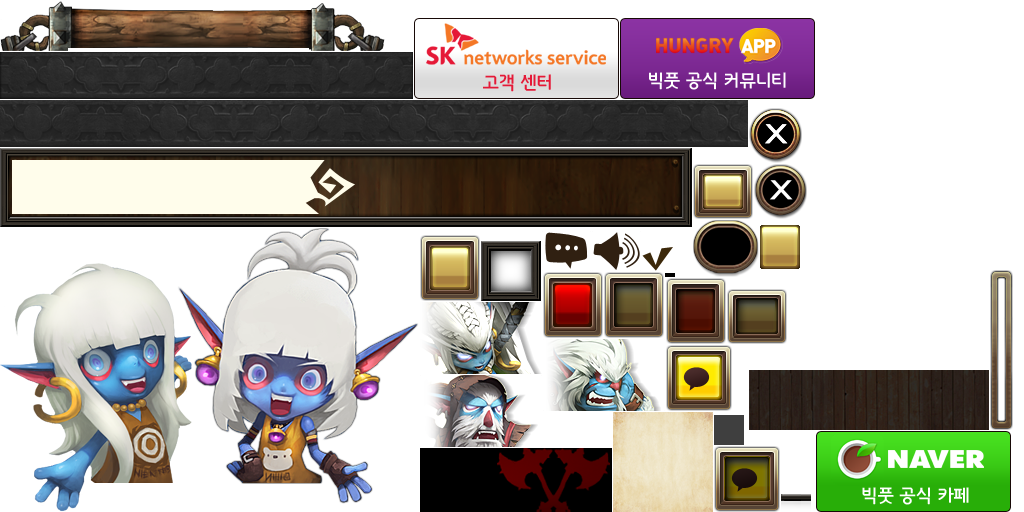 SK networks service
고객 센터
HUNGRY APP
빅풋 공식 커뮤니티
NAVER
빅풋 공식 카페